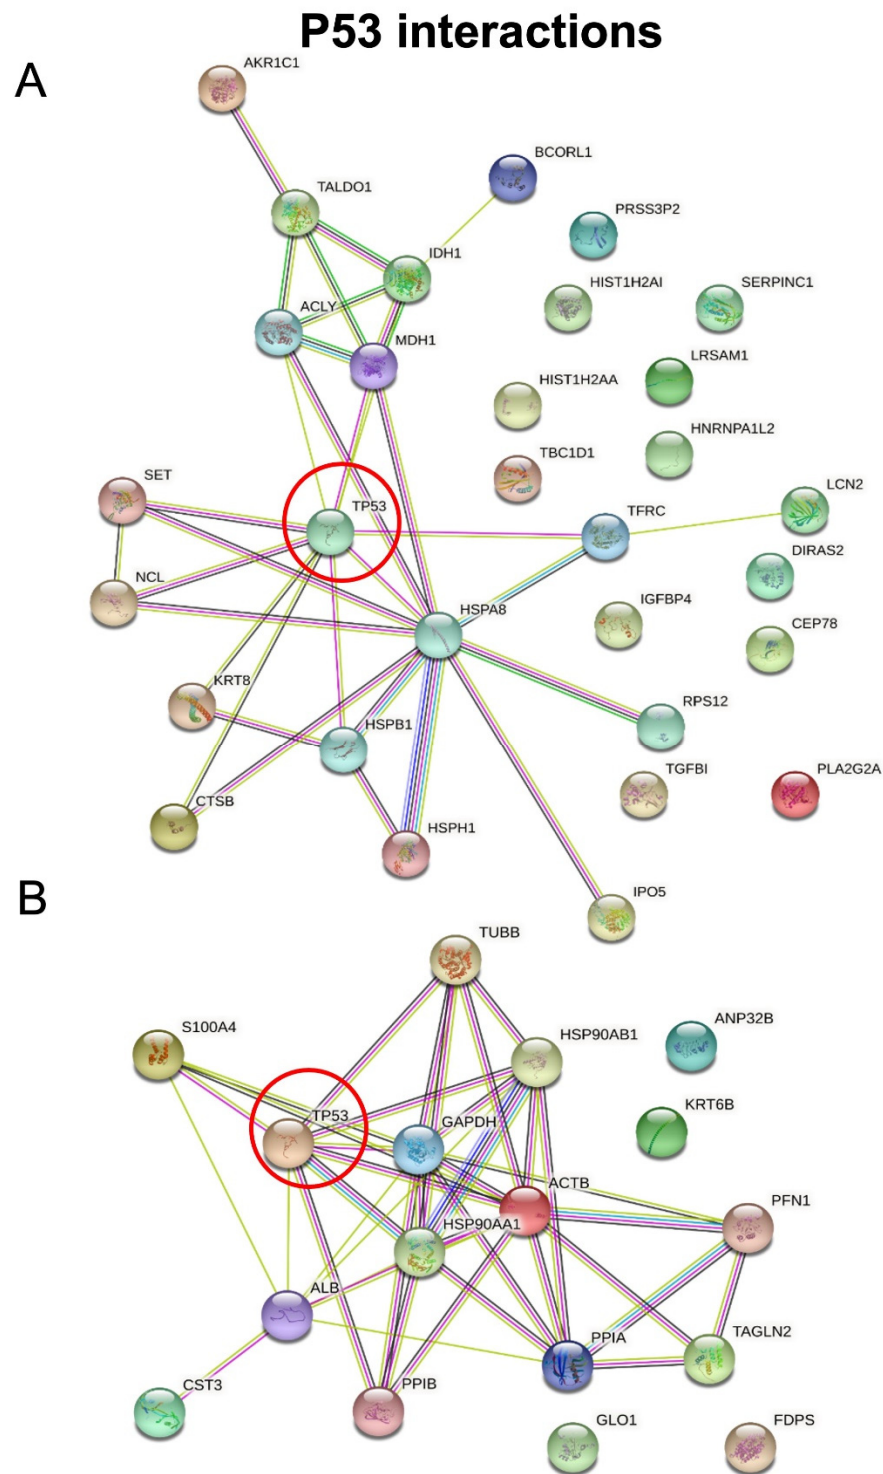 P53 interactions
A
AKR1C1
BCORL1
TALDO1
PRSS3P2
IDH1
HIST1H2AI
SERPINC1
ACLY
MDH1
LRSAM1
HIST1H2AA
HNRNPA1L2
TBC1D1
SET
TP53
TFRC
LCN2
DIRAS2
NCL
HSPA8
IGFBP4
CEP78
KRT8
HSPB1
RPS12
TGFBI
PLA2G2A
CTSB
HSPH1
IPO5
B
TUBB
S100A4
HSP90AB1
ANP32B
TP53
GAPDH
KRT6B
ACTB
PFN1
HSP90AA1
ALB
PPIA
TAGLN2
CST3
PPIB
GLO1
FDPS